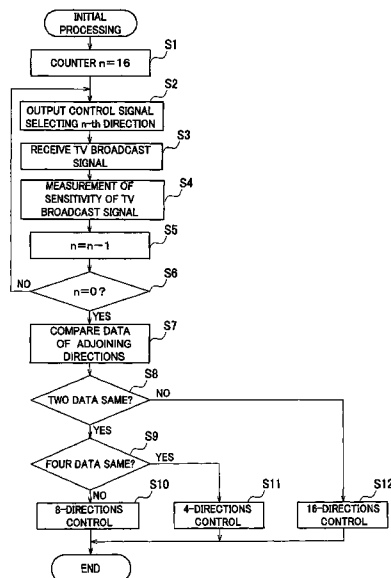 INITIAL
PROCESSING
S1
COUNTER n=16
S2
OUTPUT CONTROL SIGNAL
SELECTING n-th DIRECTION
S3
RECEIVE TV BROADCAST
SIGNAL
S4
MEASUREMENT OF
SENSITIVITY OF TV
BROADCAST SIGNAL
S5
n=n-1
S6
NO
n=0?
YES
S7
COMPARE DATA
OF ADJOINING
DIRECTIONS
S8
TWO DATA SAME?
NO
YES
S9
FOUR DATA SAME?
YES
NO
S10
S11
S12
8-DIRECTIONS
CONTROL
4-DIRECTIONS
CONTROL
16-DIRECTIONS
CONTROL
END